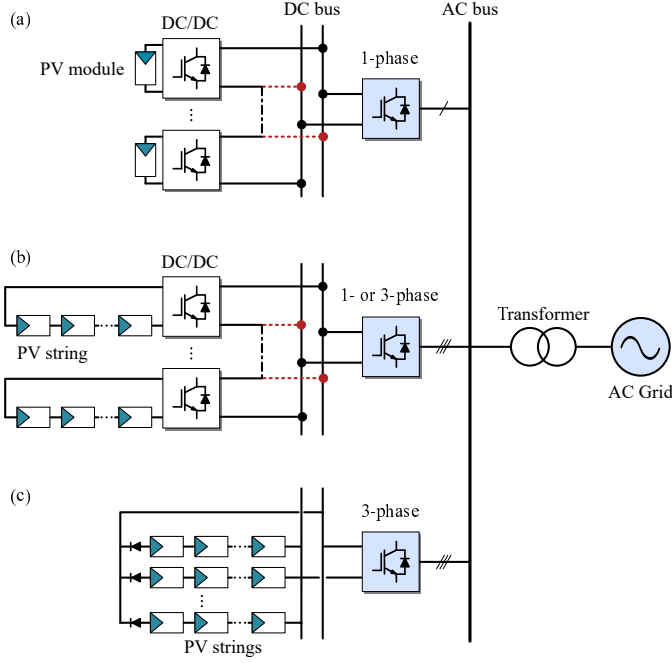 DC bus
AC bus
(a)
DC/DC
1-phase
PV module
(b)
DC/DC
1- or 3-phase
Transformer
PV string
AC Grid
(c)
3-phase
PV strings